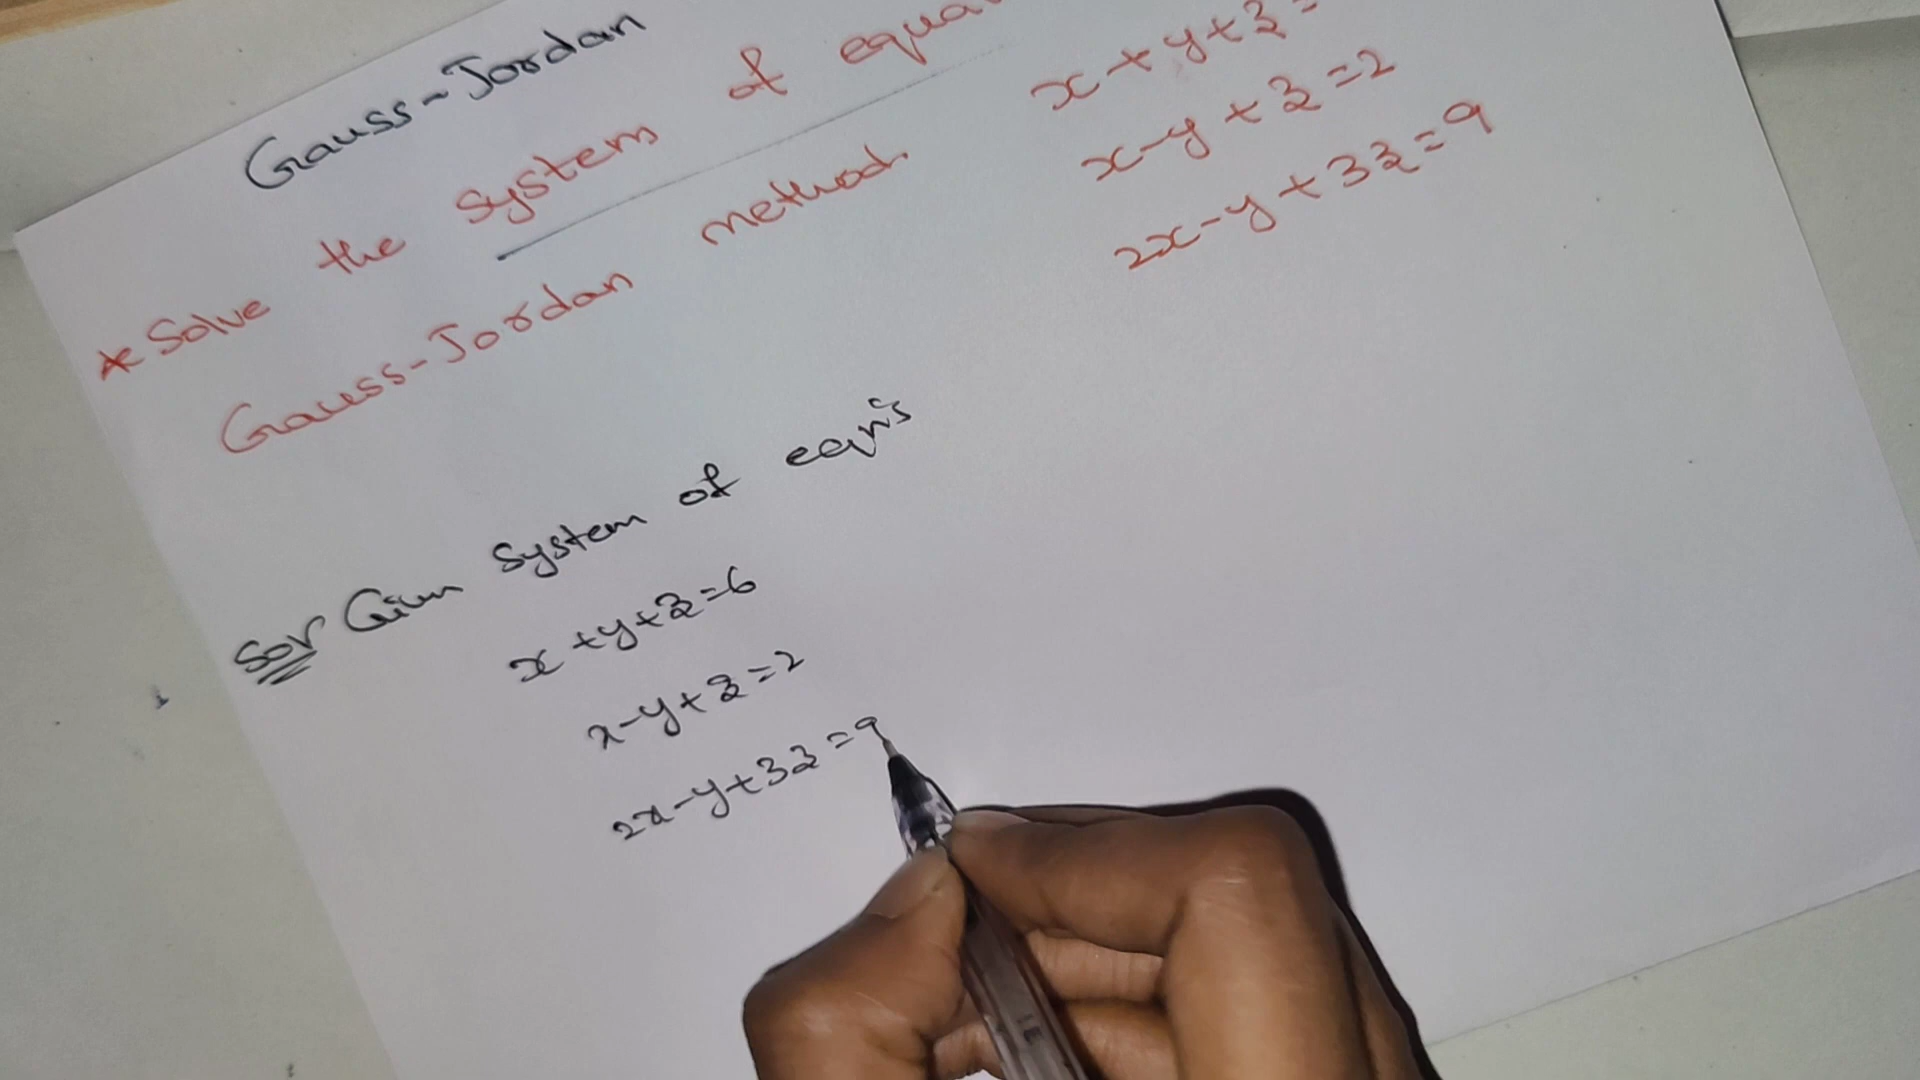 Gauss-Jordan
* Solve the system of equa
Gauss-Jordan method
x+y+z=
x-y+z=2
2x-y+3z=9
Sol Given system of eqn's
x+y+z=6
x-y+z=2
2x-y+3z=9